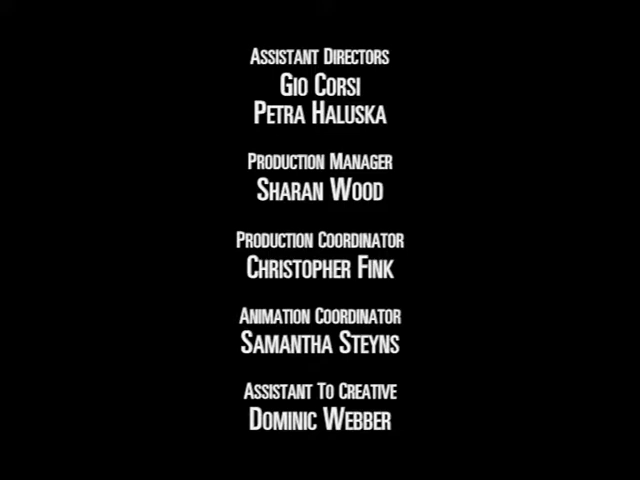 Assistant Directors
Gio Corsi
Petra Haluska
Production Manager
Sharan Wood
Production Coordinator
Christopher Fink
Animation Coordinator
Samantha Steyns
Assistant To Creative
Dominic Webber